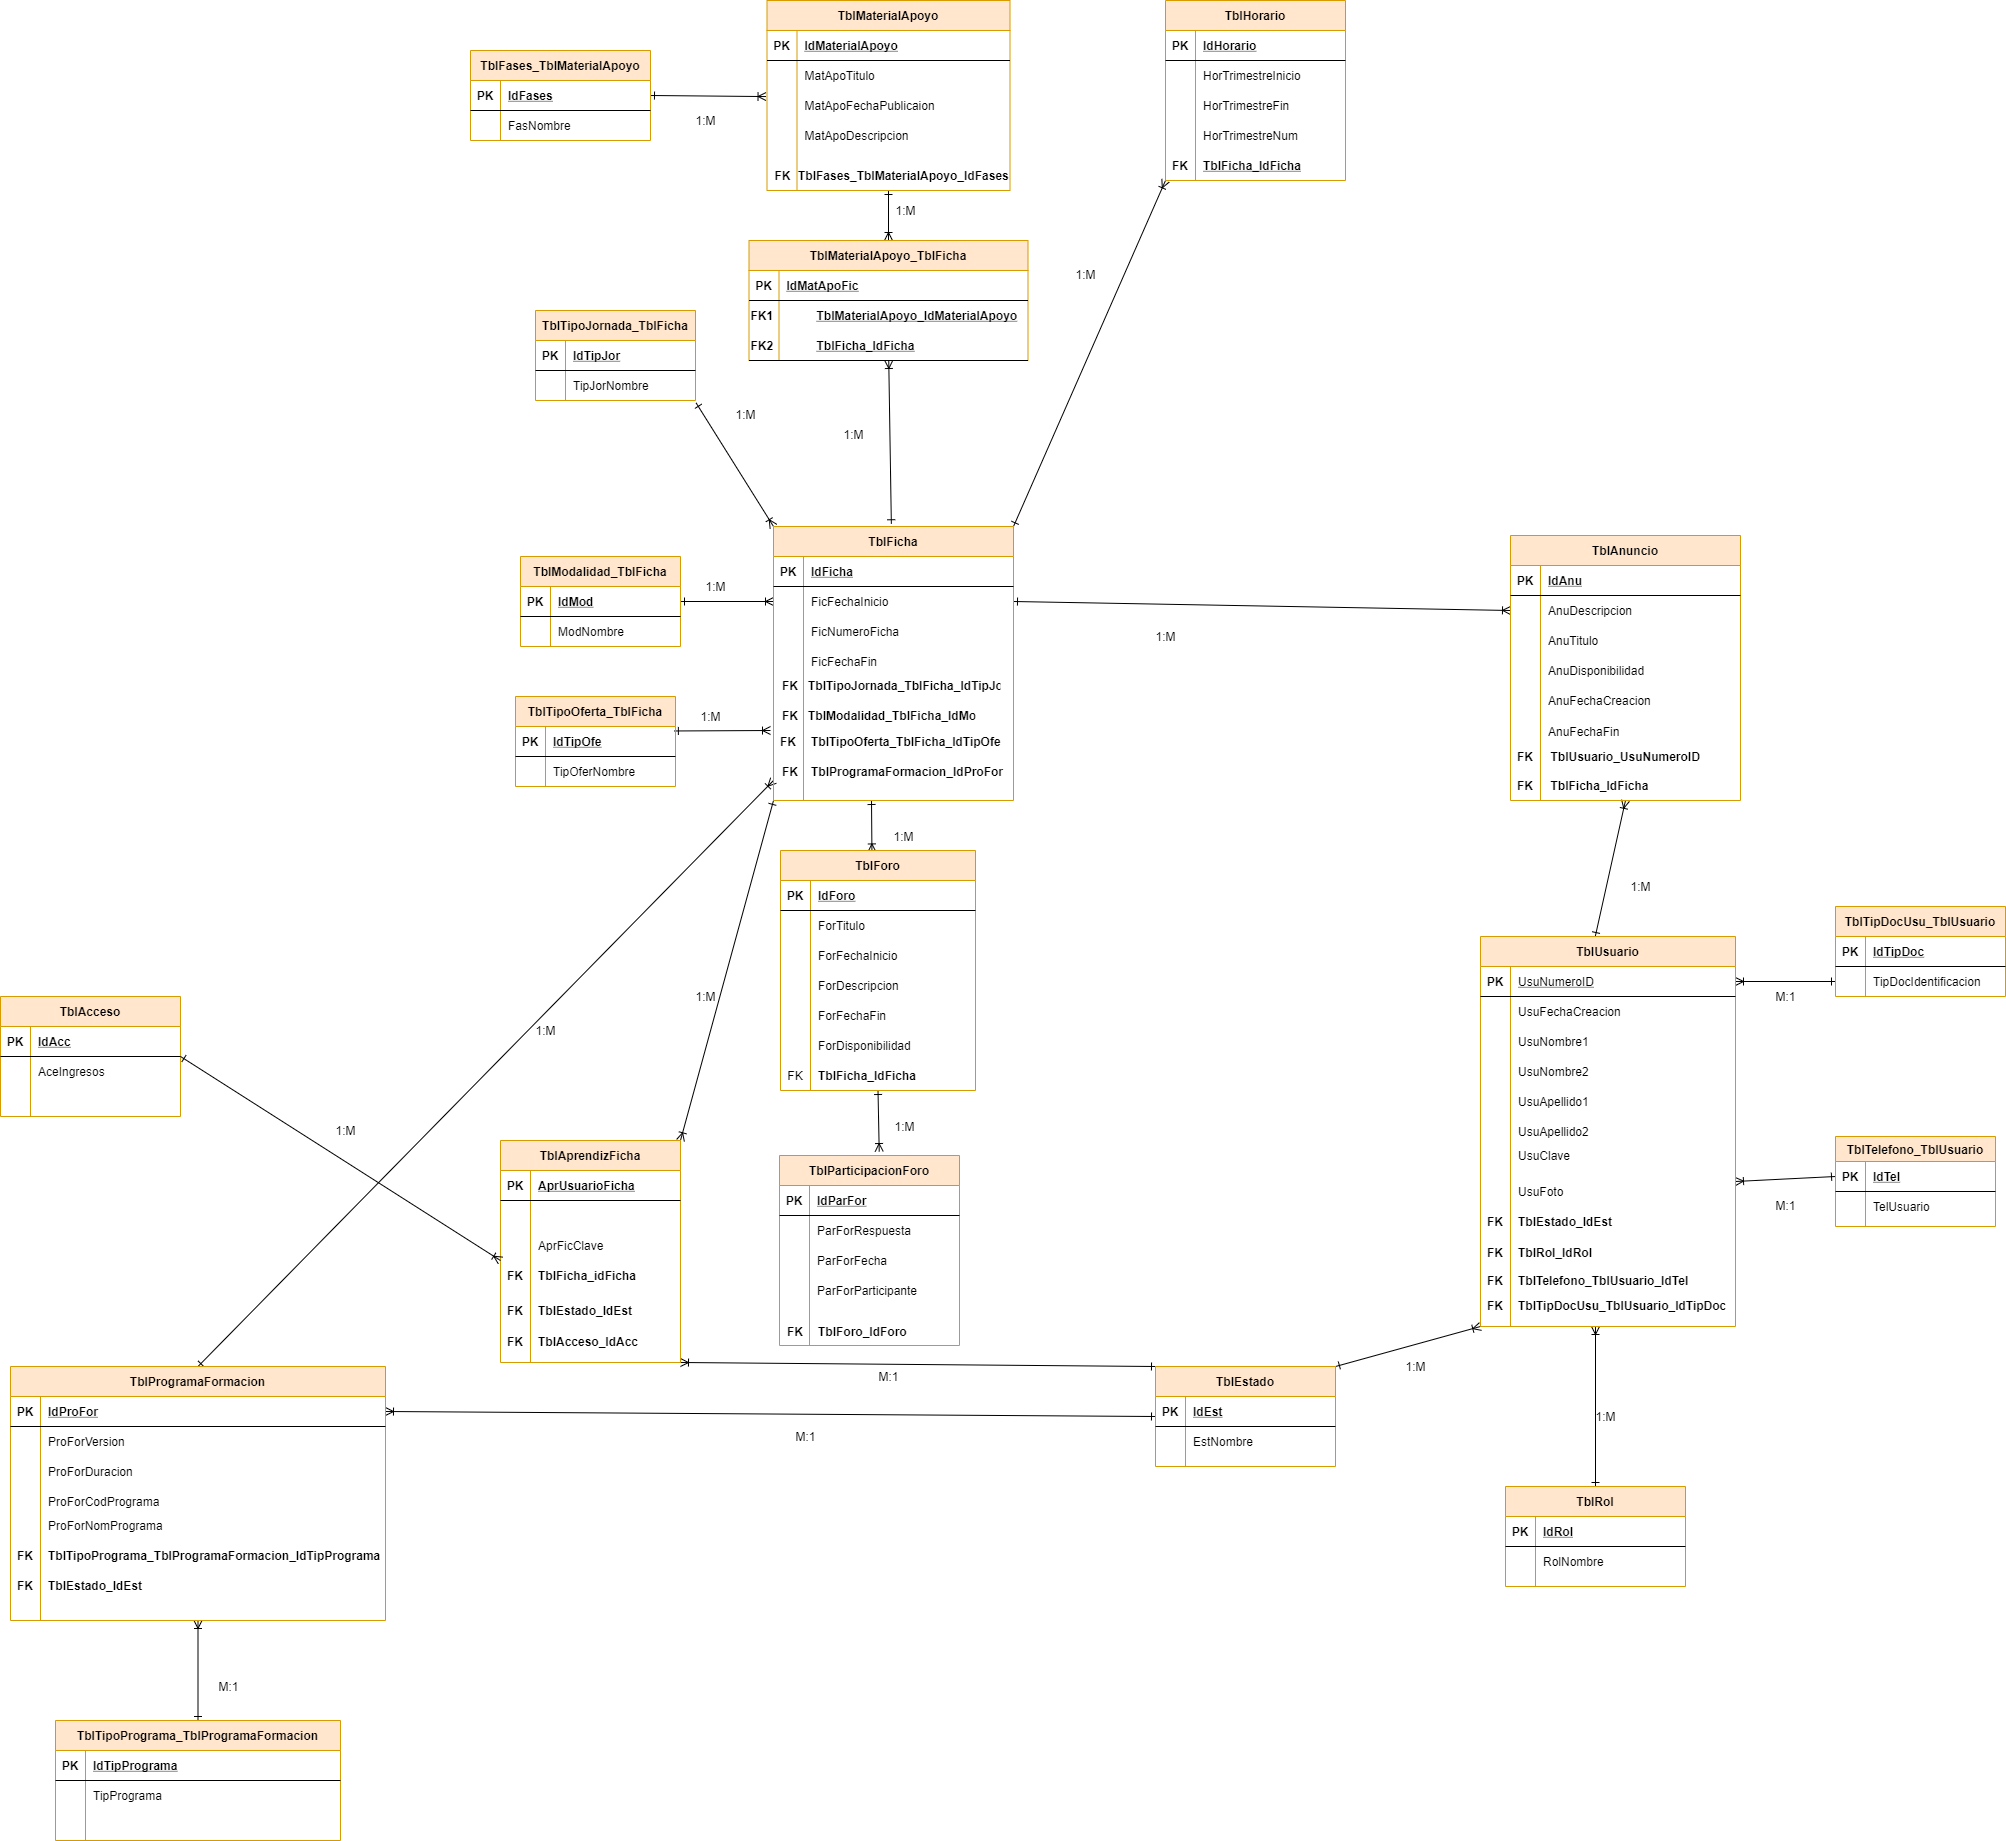 TblMaterialApoyo
PK IdMaterialApoyo
MatApoTitulo
MatApoFechaPublicaion
MatApoDescripcion
FK TblFases_TblMaterialApoyo_IdFases
TblHorario
PK IdHorario
HorTrimestreInicio
HorTrimestreFin
HorTrimestreNum
FK TblFicha_IdFicha
TblFases_TblMaterialApoyo
PK IdFases
FasNombre
1:M
1:M
TblMaterialApoyo_TblFicha
PK IdMatApoFic
FK1 TblMaterialApoyo_IdMaterialApoyo
FK2 TblFicha_IdFicha
1:M
TblTipoJornada_TblFicha
PK IdTipJor
TipJorNombre
1:M
1:M
TblFicha
PK IdFicha
FicFechaInicio
FicNumeroFicha
FicFechaFin
FK TblTipoJornada_TblFicha_IdTipJo
FK TblModalidad_TblFicha_IdMo
FK TblTipoOferta_TblFicha_IdTipOfe
FK TblProgramaFormacion_IdProFor
TblModalidad_TblFicha
PK IdMod
ModNombre
1:M
TblTipoOferta_TblFicha
PK IdTipOfe
TipOferNombre
1:M
1:M
TblAnuncio
PK IdAnu
AnuDescripcion
AnuTitulo
AnuDisponibilidad
AnuFechaCreacion
AnuFechaFin
FK TblUsuario_UsuNumeroID
FK TblFicha_IdFicha
1:M
1:M
TblForo
PK IdForo
ForTitulo
ForFechaInicio
ForDescripcion
ForFechaFin
ForDisponibilidad
FK TblFicha_IdFicha
1:M
TblUsuario
PK UsuNumeroID
UsuFechaCreacion
UsuNombre1
UsuNombre2
UsuApellido1
UsuApellido2
UsuClave
UsuFoto
FK TblEstado_IdEst
FK TblRol_IdRol
FK TblTelefono_TblUsuario_IdTel
FK TblTipDocUsu_TblUsuario_IdTipDoc
TblTipDocUsu_TblUsuario
PK IdTipDoc
TipDocIdentificacion
M:1
TblTelefono_TblUsuario
PK IdTel
TelUsuario
M:1
TblAcceso
PK IdAcc
AceIngresos
1:M
1:M
1:M
TblAprendizFicha
PK AprUsuarioFicha
AprFicClave
FK TblFicha_idFicha
FK TblEstado_IdEst
FK TblAcceso_IdAcc
TblParticipacionForo
PK IdParFor
ParForRespuesta
ParForFecha
ParForParticipante
FK TblForo_IdForo
M:1
1:M
TblProgramaFormacion
PK IdProFor
ProForVersion
ProForDuracion
ProForCodPrograma
ProForNomPrograma
FK TblTipoPrograma_TblProgramaFormacion_IdTipPrograma
FK TblEstado_IdEst
M:1
TblEstado
PK IdEst
EstNombre
1:M
TblRol
PK IdRol
RolNombre
M:1
TblTipoPrograma_TblProgramaFormacion
PK IdTipPrograma
TipPrograma